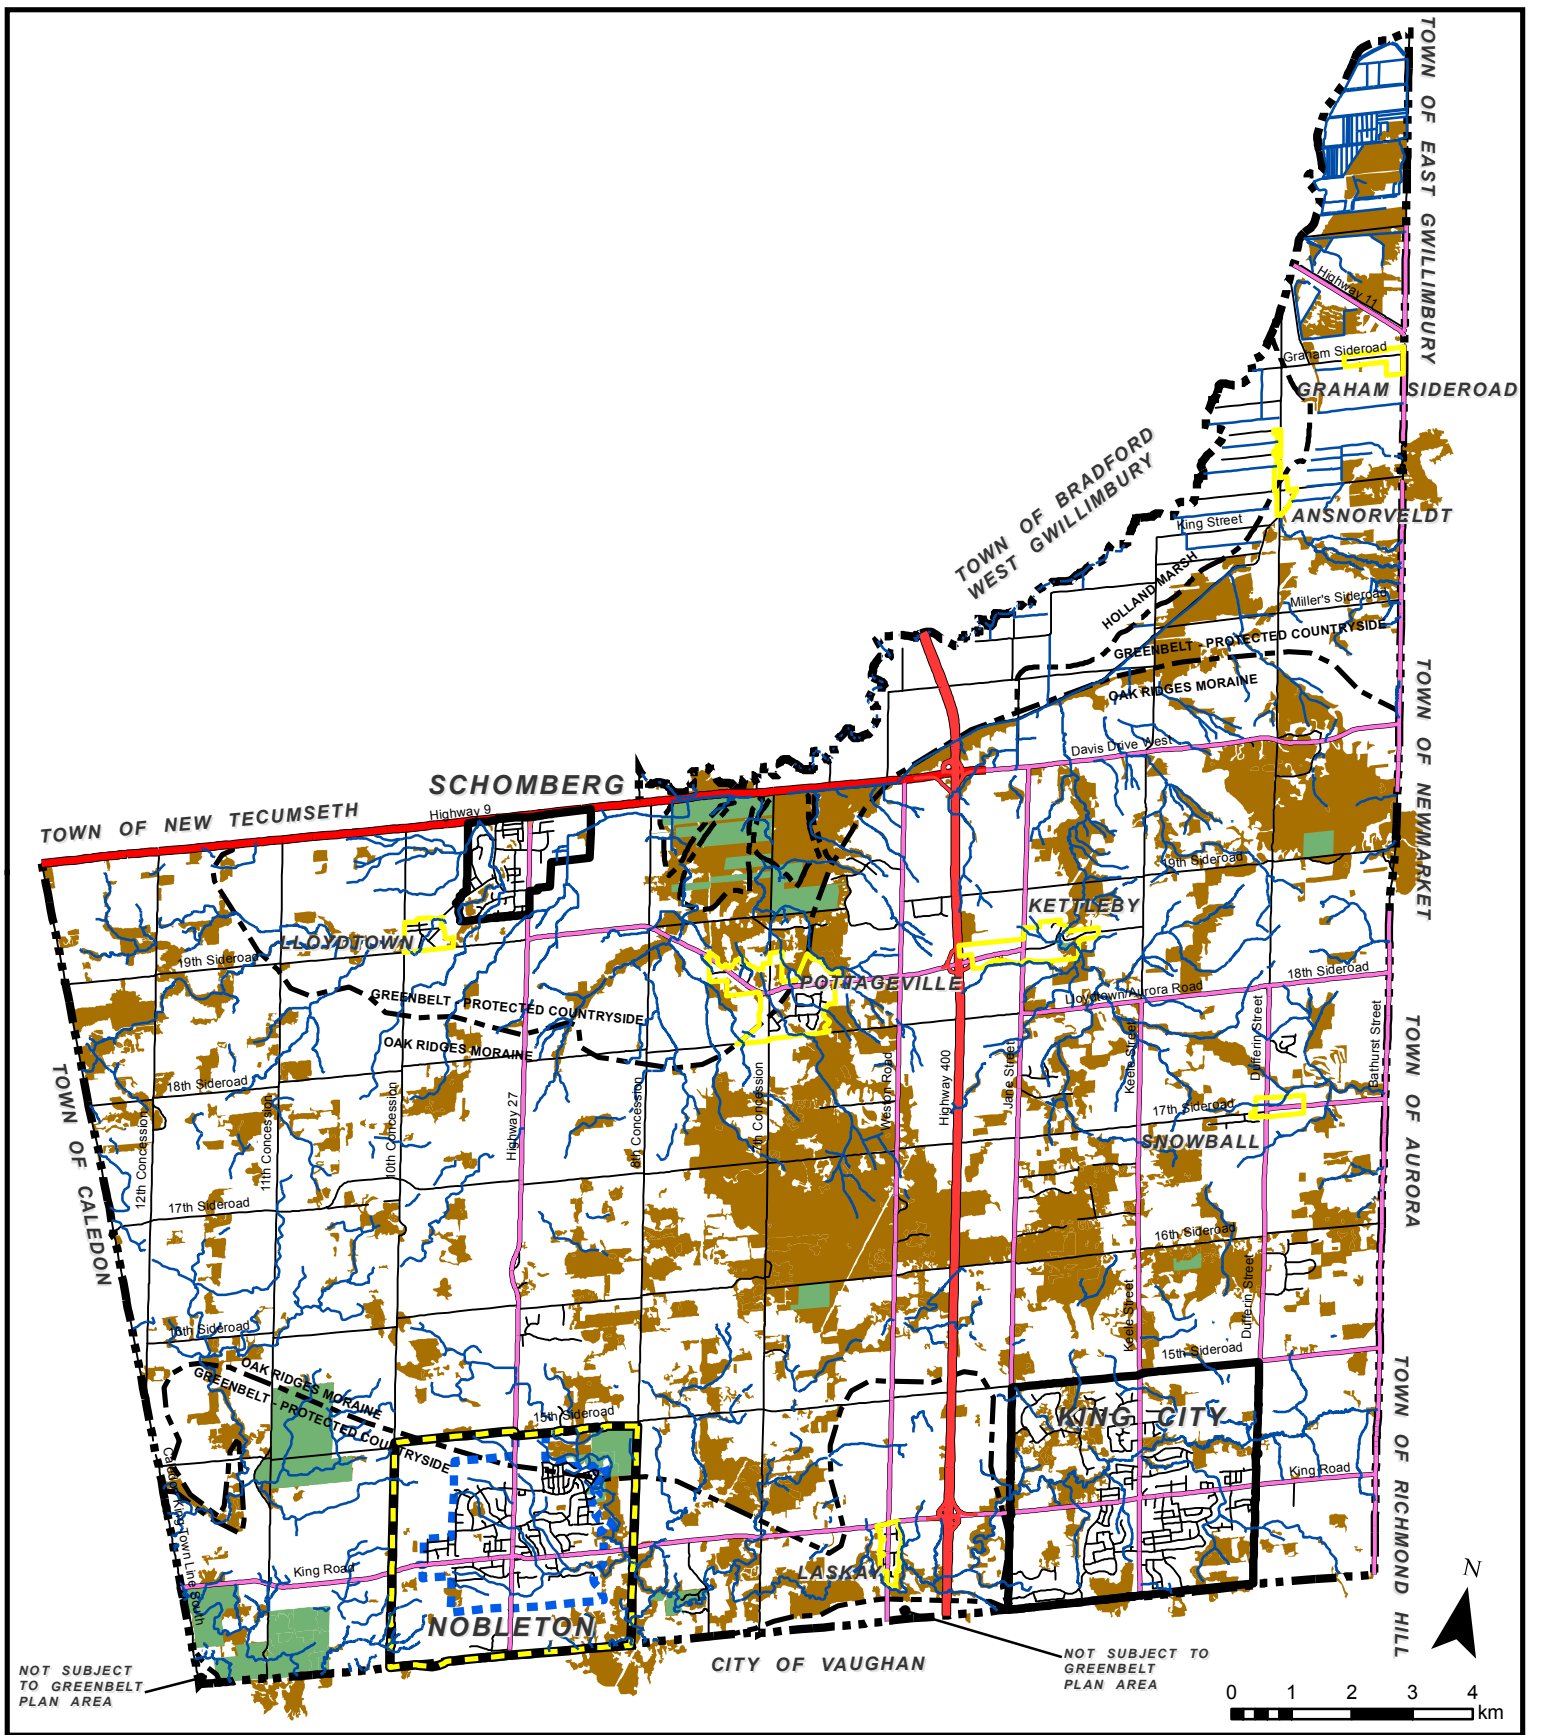 TOWN OF EAST GWILLIMBURY
Highway 11
Graham Sideroad
GRAHAM SIDEROAD
TOWN OF BRADFORD
WEST GWILLIMBURY
King Street
ANSNORVELDT
HOLLAND MARSH
Miller's Sideroad
GREENBELT - PROTECTED COUNTRYSIDE
OAK RIDGES MORAINE
TOWN OF NEWMARKET
Davis Drive West
SCHOMBERG
Highway 9
TOWN OF NEW TECUMSETH
19th Sideroad
KETTLEBY
LLOYDTOWN
19th Sideroad
POTTAGEVILLE
18th Sideroad
Lloydtown/Aurora Road
GREENBELT - PROTECTED COUNTRYSIDE
OAK RIDGES MORAINE
TOWN OF CALEDON
18th Sideroad
12th Concession
11th Concession
10th Concession
Highway 27
8th Concession
7th Concession
Weston Road
Highway 400
Jane Street
Keele Street
Dufferin Street
Bathurst Street
TOWN OF AURORA
17th Sideroad
SNOWBALL
17th Sideroad
16th Sideroad
Keele Street
Dufferin Street
16th Sideroad
15th Sideroad
OAK RIDGES MORAINE
GREENBELT - PROTECTED COUNTRYSIDE
15th Sideroad
KING CITY
TOWN OF RICHMOND HILL
King Road
Caledon/King Town Line South
King Road
LASKAY
NOBLETON
CITY OF VAUGHAN
NOT SUBJECT
TO GREENBELT
PLAN AREA
NOT SUBJECT TO
GREENBELT
PLAN AREA
N
0 1 2 3 4
km